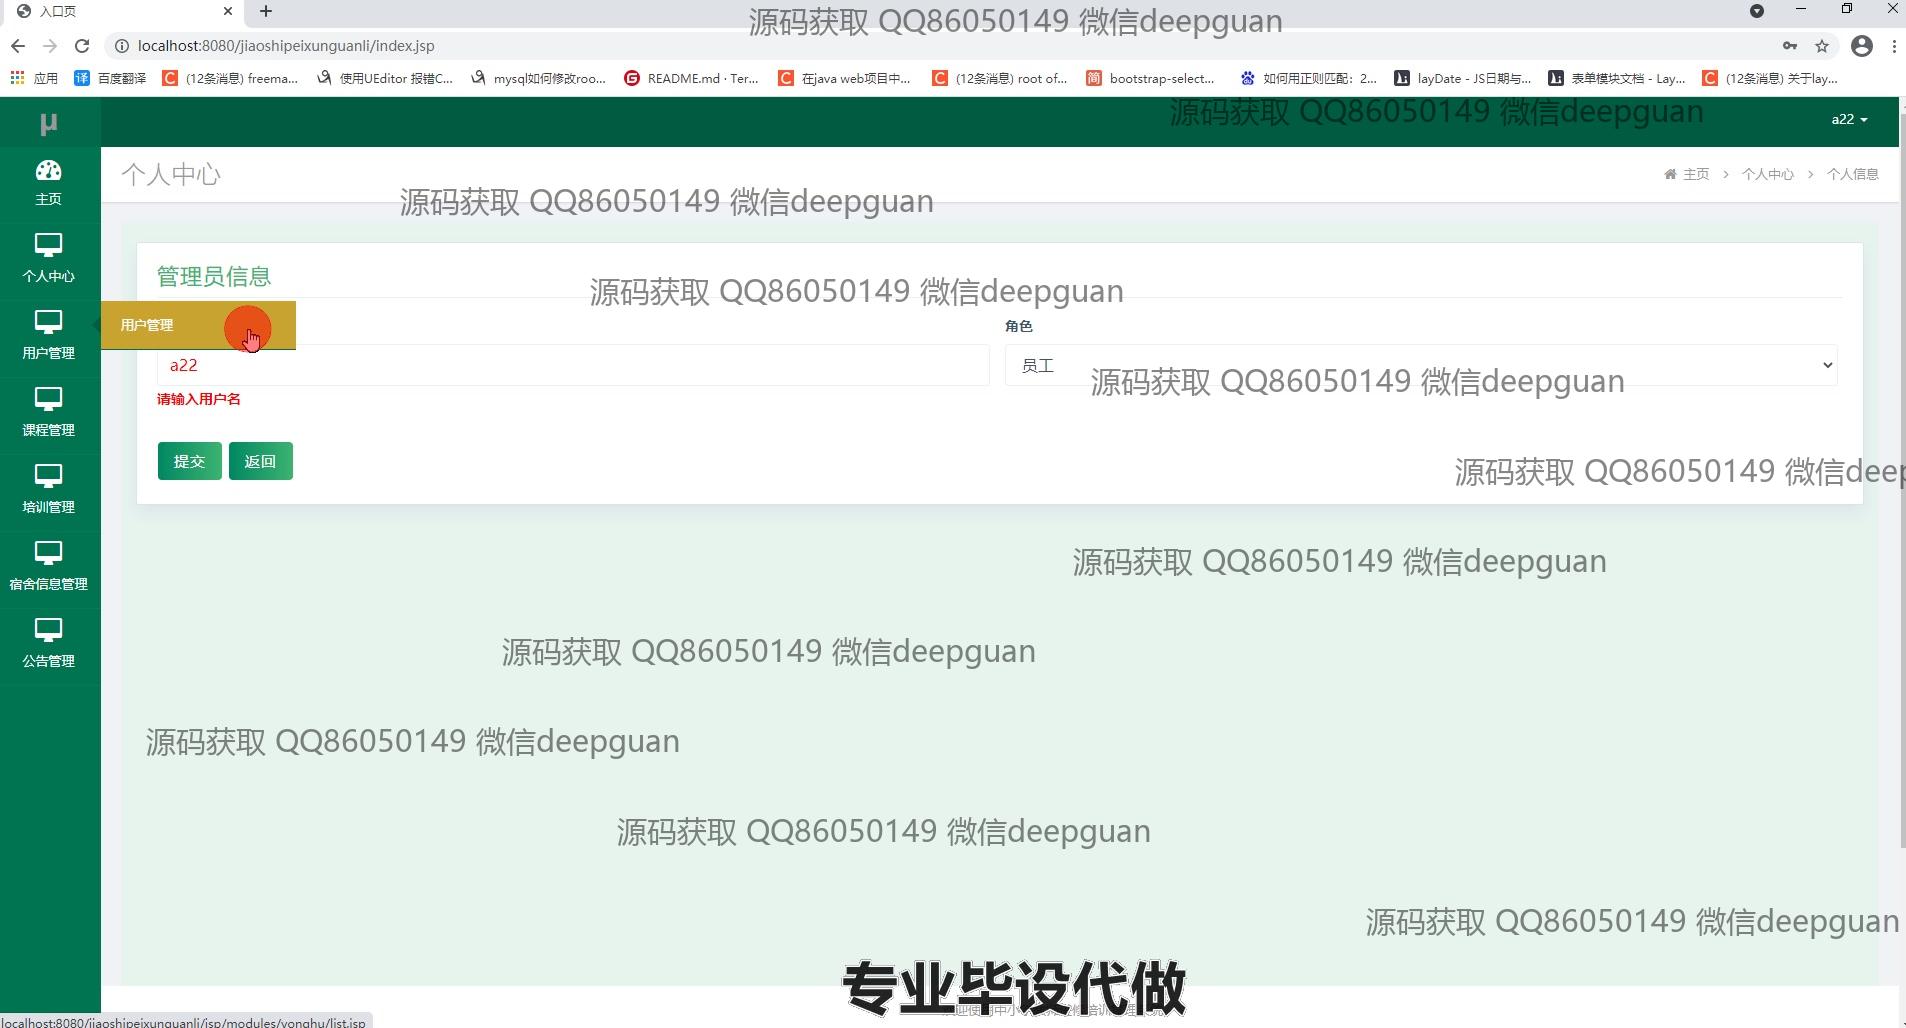 入口页
源码获取 QQ86050149 微信deepguan
localhost:8080/jiaoshipeixunguanli/index.jsp
应用
百度翻译
(12条消息) freema...
使用UEditor 报错C...
mysql如何修改roo...
README.md · Ter...
在java web项目中...
(12条消息) root of...
bootstrap-select...
如何用正则匹配：2...
layDate - JS日期与...
表单模块文档 - Lay...
(12条消息) 关于lay...
μ
源码获取 QQ86050149 微信deepguan
a22
主页
个人中心
主页 > 个人中心 > 个人信息
源码获取 QQ86050149 微信deepguan
个人中心
管理员信息
源码获取 QQ86050149 微信deepguan
用户管理
用户管理
角色
a22
员工
源码获取 QQ86050149 微信deepguan
请输入用户名
课程管理
提交
返回
源码获取 QQ86050149 微信deep
培训管理
源码获取 QQ86050149 微信deepguan
宿舍信息管理
源码获取 QQ86050149 微信deepguan
公告管理
源码获取 QQ86050149 微信deepguan
源码获取 QQ86050149 微信deepguan
源码获取 QQ86050149 微信deepguan
专业毕设代做
localhost:8080/jiaoshipeixunguanli/jsp/modules/yonghu/list.jsp